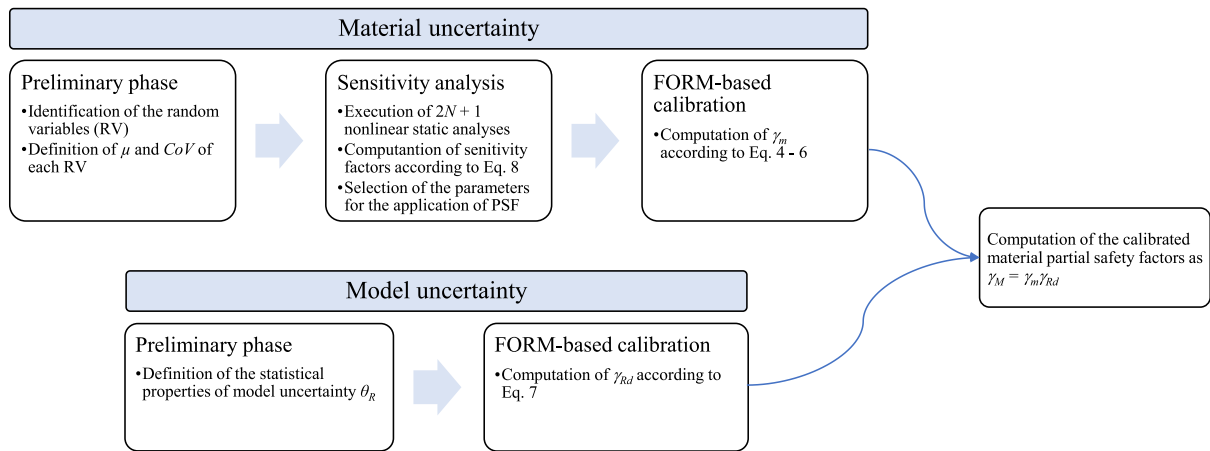 Material uncertainty
Preliminary phase
•Identification of the random
variables (RV)
•Definition of μ and CoV of
each RV
Sensitivity analysis
•Execution of 2N + 1
nonlinear static analyses
•Computantion of senitivity
factors according to Eq. 8
•Selection of the parameters
for the application of PSF
FORM-based
calibration
•Computation of γm
according to Eq. 4 - 6
Model uncertainty
Preliminary phase
•Definition of the statistical
properties of model uncertainty θR
FORM-based calibration
•Computation of γRd according to
Eq. 7
Computation of the calibrated
material partial safety factors as
γM = γmγRd